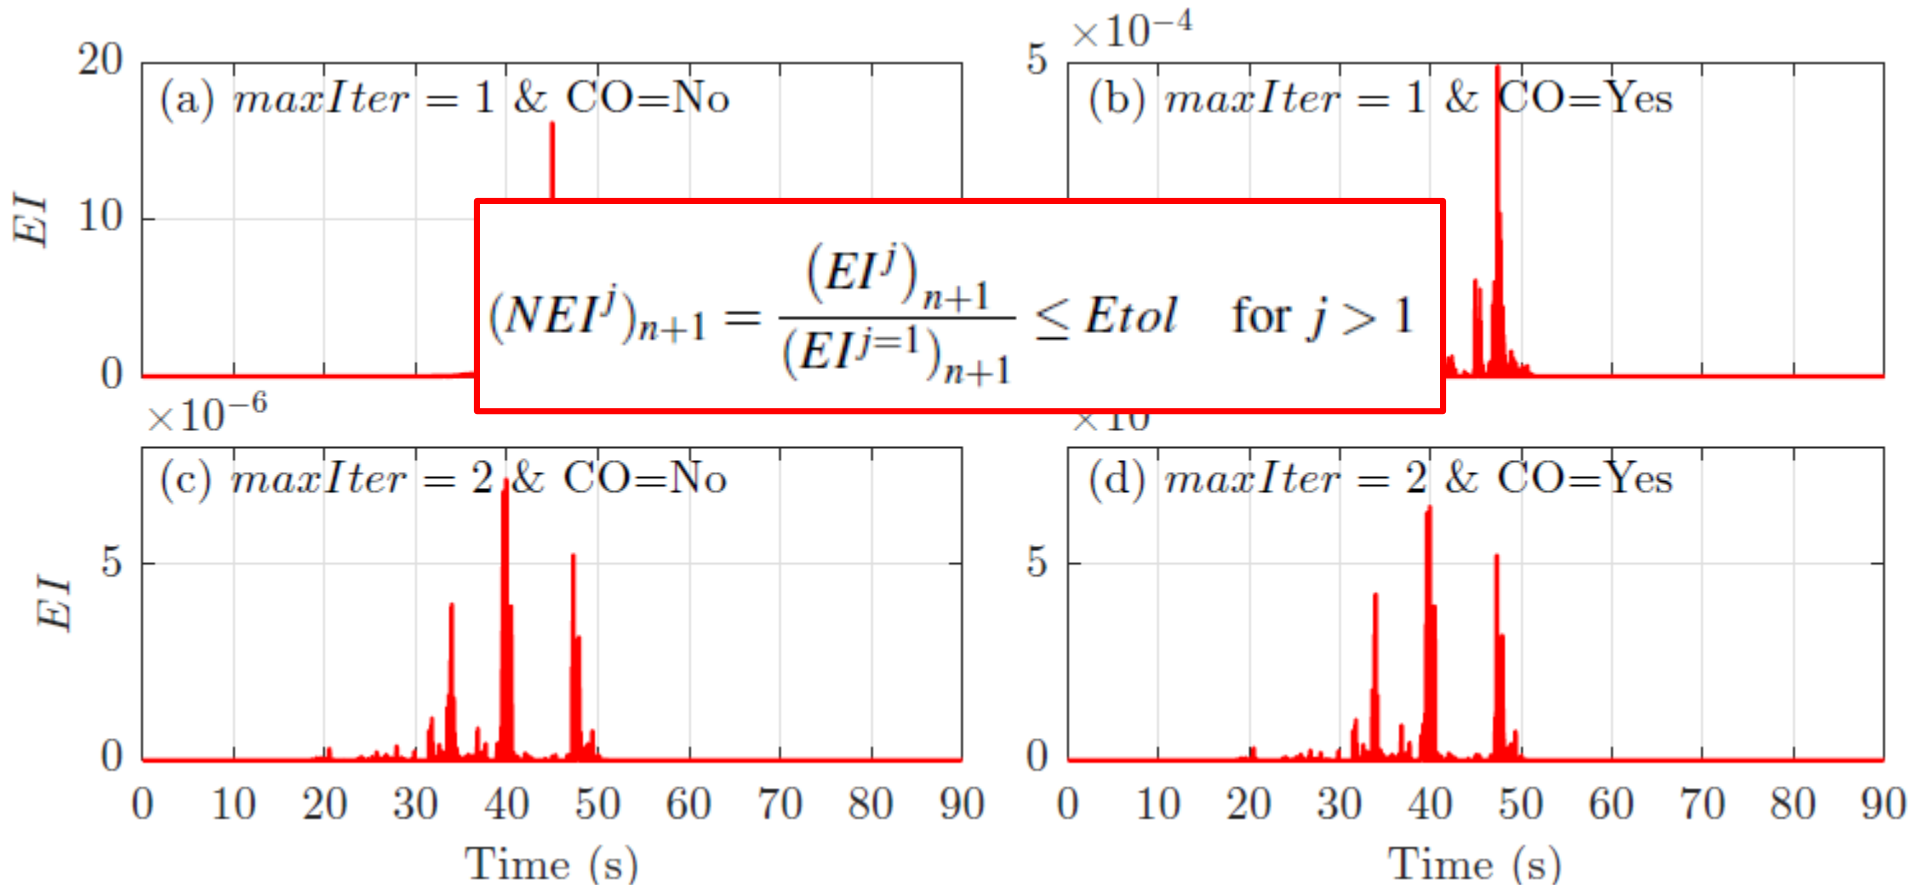 ×10⁻⁴
(a) maxIter = 1 & CO=No
(b) maxIter = 1 & CO=Yes
20
10
0
EI
5
(NEI^j)_{n+1} = (EI^j)_{n+1} / (EI^{j=1})_{n+1} ≤ Etol for j > 1
×10⁻⁶
×10
(c) maxIter = 2 & CO=No
(d) maxIter = 2 & CO=Yes
5
0
EI
5
0
0 10 20 30 40 50 60 70 80 90
0 10 20 30 40 50 60 70 80 90
Time (s)
Time (s)